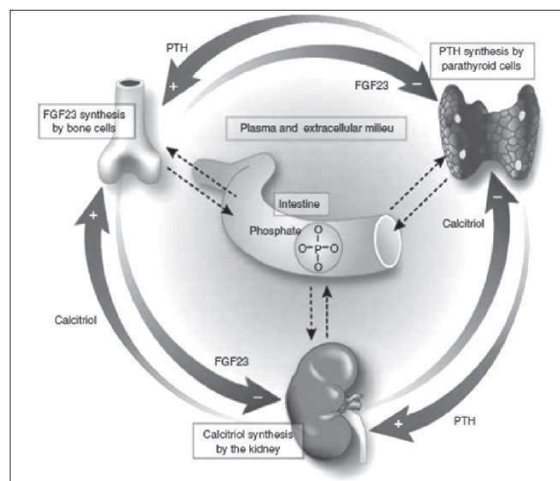 PTH
PTH synthesis by
parathyroid cells
+
−
FGF23
FGF23 synthesis
by bone cells
Plasma and extracellular milieu
Intestine
Phosphate
O
O-P-O
O
+
−
Calcitriol
Calcitriol
FGF23
−
+
PTH
Calcitriol synthesis
by the kidney